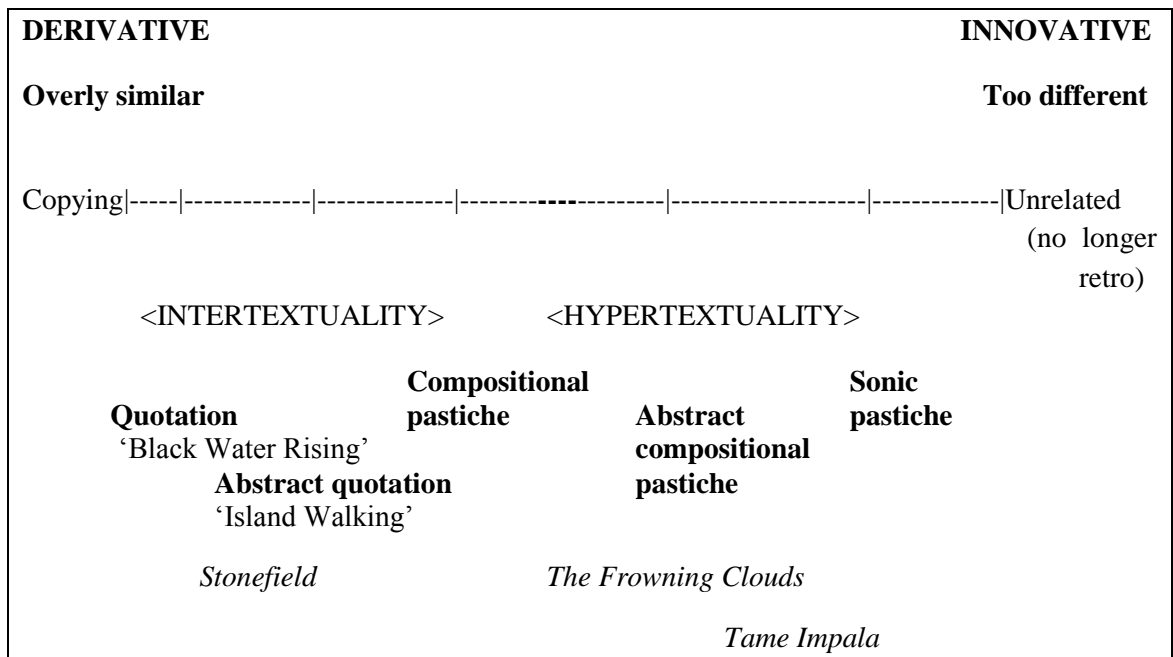 DERIVATIVE INNOVATIVE
Overly similar Too different
Copying|-----|-------------|--------------|------------------------|--------------------|-------------|Unrelated
(no longer
retro)
<INTERTEXTUALITY> <HYPERTEXTUALITY>
Compositional Sonic
Quotation pastiche Abstract pastiche
‘Black Water Rising’ compositional
Abstract quotation pastiche
‘Island Walking’
Stonefield The Frowning Clouds
Tame Impala